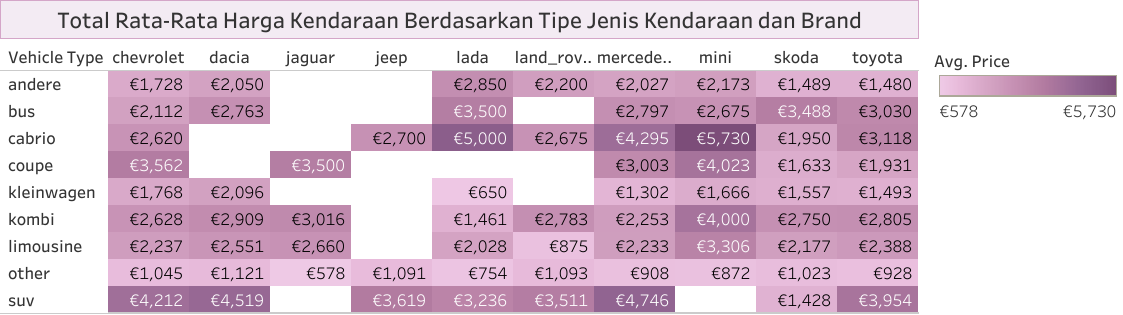 Total Rata-Rata Harga Kendaraan Berdasarkan Tipe Jenis Kendaraan dan Brand
Vehicle Type chevrolet dacia jaguar jeep lada land_rov.. mercede.. mini skoda toyota
andere €1,728 €2,050 €2,850 €2,200 €2,027 €2,173 €1,489 €1,480
bus €2,112 €2,763 €3,500 €2,797 €2,675 €3,488 €3,030
cabrio €2,620 €2,700 €5,000 €2,675 €4,295 €5,730 €1,950 €3,118
coupe €3,562 €3,500 €3,003 €4,023 €1,633 €1,931
kleinwagen €1,768 €2,096 €650 €1,302 €1,666 €1,557 €1,493
kombi €2,628 €2,909 €3,016 €1,461 €2,783 €2,253 €4,000 €2,750 €2,805
limousine €2,237 €2,551 €2,660 €2,028 €875 €2,233 €3,306 €2,177 €2,388
other €1,045 €1,121 €578 €1,091 €754 €1,093 €908 €872 €1,023 €928
suv €4,212 €4,519 €3,619 €3,236 €3,511 €4,746 €1,428 €3,954
Avg. Price
€578 €5,730